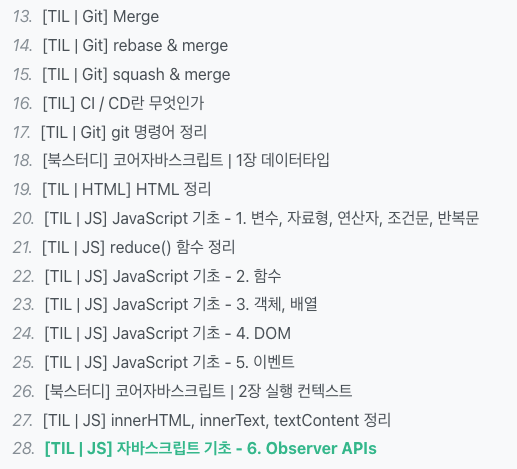 13. [TIL | Git] Merge
14. [TIL | Git] rebase & merge
15. [TIL | Git] squash & merge
16. [TIL] CI / CD란 무엇인가
17. [TIL | Git] git 명령어 정리
18. [북스터디] 코어자바스크립트 | 1장 데이터타입
19. [TIL | HTML] HTML 정리
20. [TIL | JS] JavaScript 기초 - 1. 변수, 자료형, 연산자, 조건문, 반복문
21. [TIL | JS] reduce() 함수 정리
22. [TIL | JS] JavaScript 기초 - 2. 함수
23. [TIL | JS] JavaScript 기초 - 3. 객체, 배열
24. [TIL | JS] JavaScript 기초 - 4. DOM
25. [TIL | JS] JavaScript 기초 - 5. 이벤트
26. [북스터디] 코어자바스크립트 | 2장 실행 컨텍스트
27. [TIL | JS] innerHTML, innerText, textContent 정리
28. [TIL | JS] 자바스크립트 기초 - 6. Observer APIs